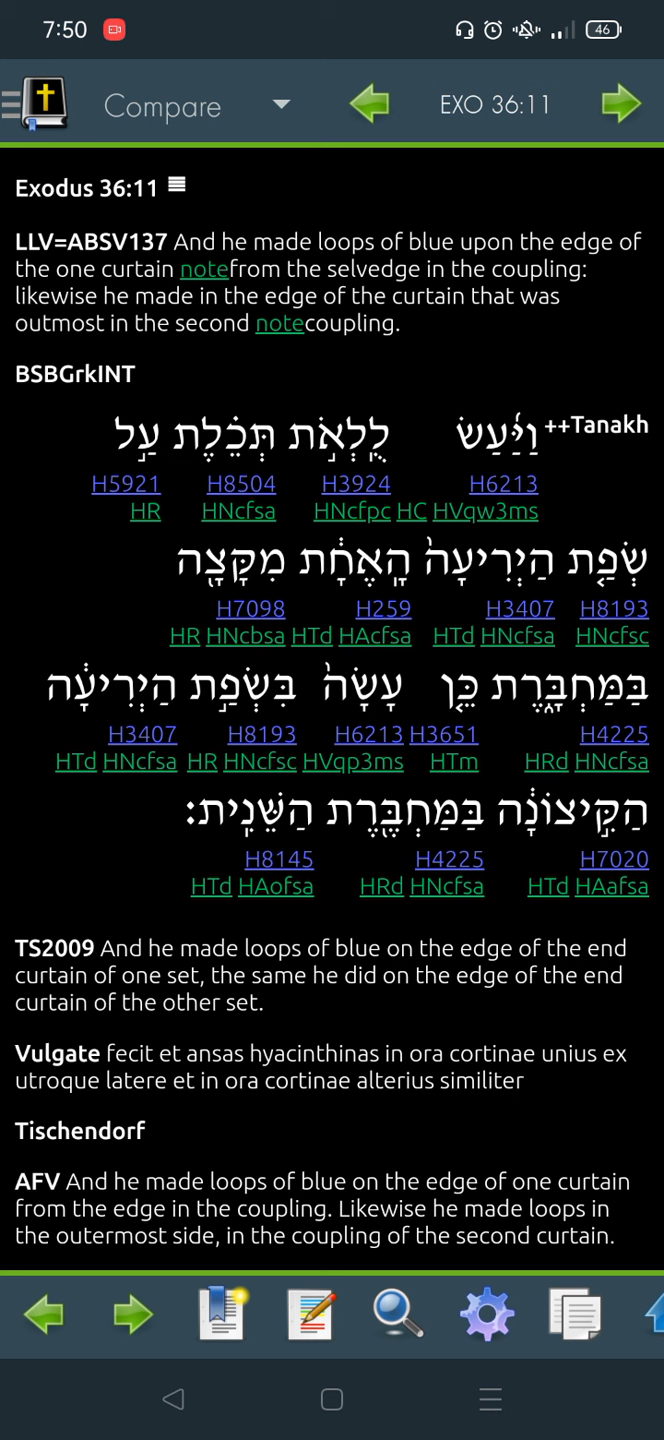 7:50
46
Compare
EXO 36:11
Exodus 36:11
LLV=ABSV137 And he made loops of blue upon the edge of
the one curtain notefrom the selvedge in the coupling:
likewise he made in the edge of the curtain that was
outmost in the second notecoupling.
BSBGrkINT
++Tanakh וַיַּ֜עַשׂ לֻֽלְאֹ֣ת תְּכֵ֗לֶת עַ֣ל
H5921 H8504 H3924 H6213
HR HNcfsa HNcfpc HC HVqw3ms
שְׂפַ֤ת הַיְרִיעָה֙ הָֽאֶחָ֔ת מִקָּצָ֖ה
H7098 H259 H3407 H8193
HR HNcbsa HTd HAcfsa HTd HNcfsa HNcfsc
בַּמַּחְבָּ֑רֶת כֵּ֤ן עָשָׂה֙ בִּשְׂפַ֣ת הַיְרִיעָ֔ה
H3407 H8193 H6213 H3651 H4225
HTd HNcfsa HR HNcfsc HVqp3ms HTm HRd HNcfsa
הַקִּ֣יצוֹנָ֔ה בַּמַּחְבֶּ֖רֶת הַשֵּׁנִֽית׃
H8145 H4225 H7020
HTd HAofsa HRd HNcfsa HTd HAafsa
TS2009 And he made loops of blue on the edge of the end
curtain of one set, the same he did on the edge of the end
curtain of the other set.
Vulgate fecit et ansas hyacinthinas in ora cortinae unius ex
utroque latere et in ora cortinae alterius similiter
Tischendorf
AFV And he made loops of blue on the edge of one curtain
from the edge in the coupling. Likewise he made loops in
the outermost side, in the coupling of the second curtain.